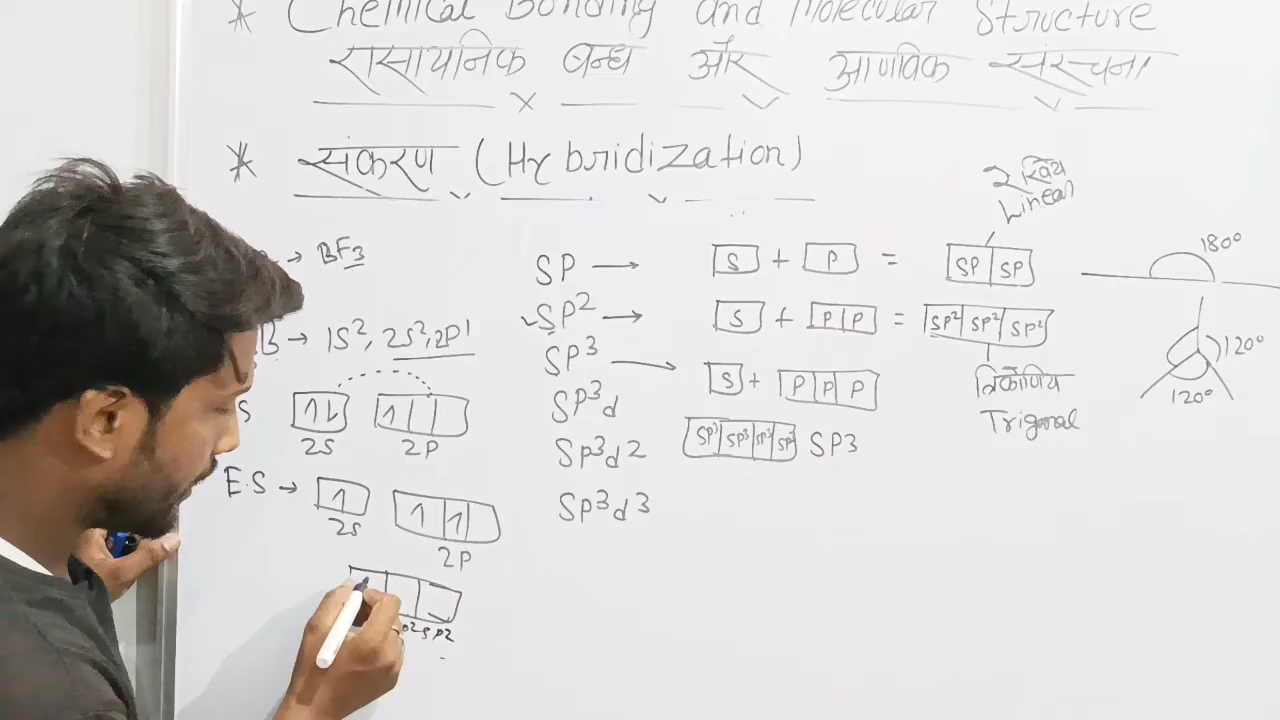 * Chemical Bonding and Molecular Structure
रासायनिक बन्ध और आणविक संरचना
* संकरण (Hybridization)
→ BF3
B → 1S², 2S², 2P¹
S
2S 2P
E.S →
2S
2P
P²SP2
SP → S + P = SP SP
रेखिय
Linear
180°
SP² → S + P P = SP² SP² SP²
त्रिकोणिय
Trigonal
120°
120°
SP³ → S + P P P
SP³ SP³ SP³ SP³ SP3
SP³d
SP³d2
SP³d3